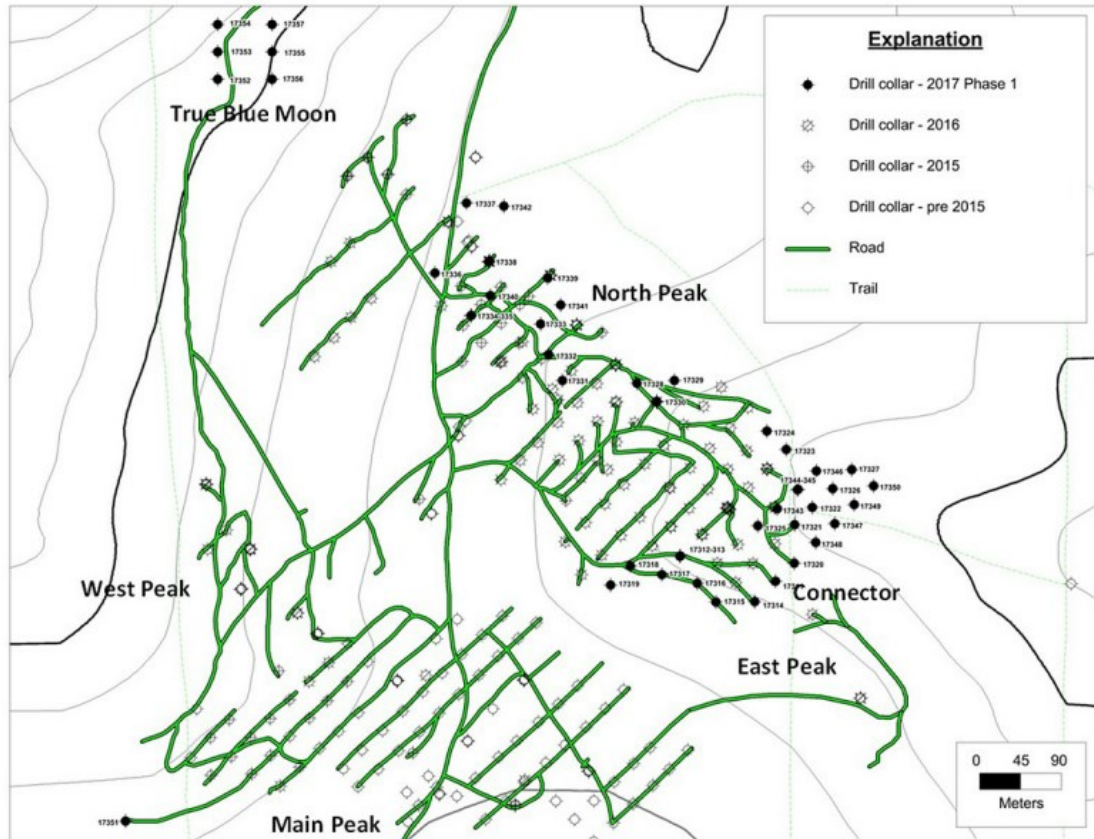 17354
17357
17353
17355
17352
17356
True Blue Moon
Explanation
Drill collar - 2017 Phase 1
Drill collar - 2016
Drill collar - 2015
Drill collar - pre 2015
Road
Trail
17337
17342
17338
17336
17339
North Peak
17340
17341
17334-335
17333
17332
17331
17328
17329
17330
17324
17323
17346
17327
17344-345
17326
17350
17343
17322
17349
17325
17321
17347
17348
17312-313
17320
17318
17317
17316
17319
17315
17314
Connector
West Peak
East Peak
0 45 90
Meters
17351
Main Peak